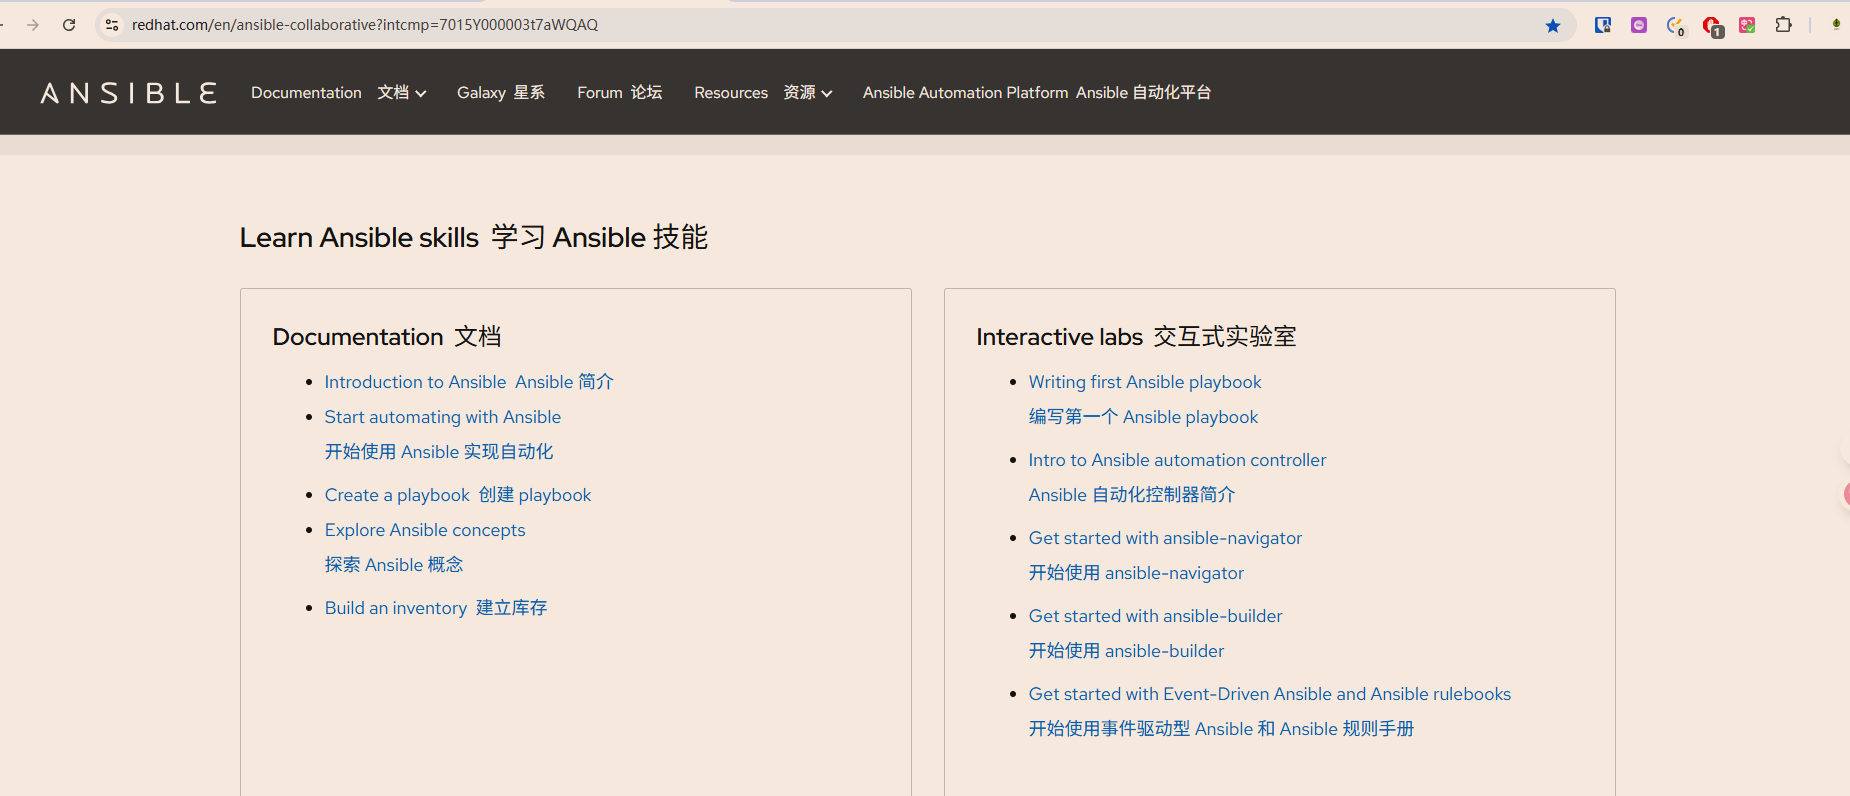 redhat.com/en/ansible-collaborative?intcmp=7015Y000003t7aWQAQ
0
1
ANSIBLE
Documentation 文档
Galaxy 星系
Forum 论坛
Resources 资源
Ansible Automation Platform Ansible 自动化平台
Learn Ansible skills 学习 Ansible 技能
Documentation 文档
Introduction to Ansible Ansible 简介
Start automating with Ansible
开始使用 Ansible 实现自动化
Create a playbook 创建 playbook
Explore Ansible concepts
探索 Ansible 概念
Build an inventory 建立库存
Interactive labs 交互式实验室
Writing first Ansible playbook
编写第一个 Ansible playbook
Intro to Ansible automation controller
Ansible 自动化控制器简介
Get started with ansible-navigator
开始使用 ansible-navigator
Get started with ansible-builder
开始使用 ansible-builder
Get started with Event-Driven Ansible and Ansible rulebooks
开始使用事件驱动型 Ansible 和 Ansible 规则手册